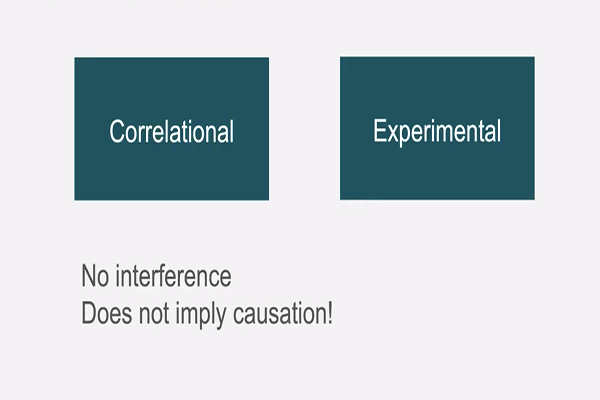 Correlational
Experimental
No interference
Does not imply causation!